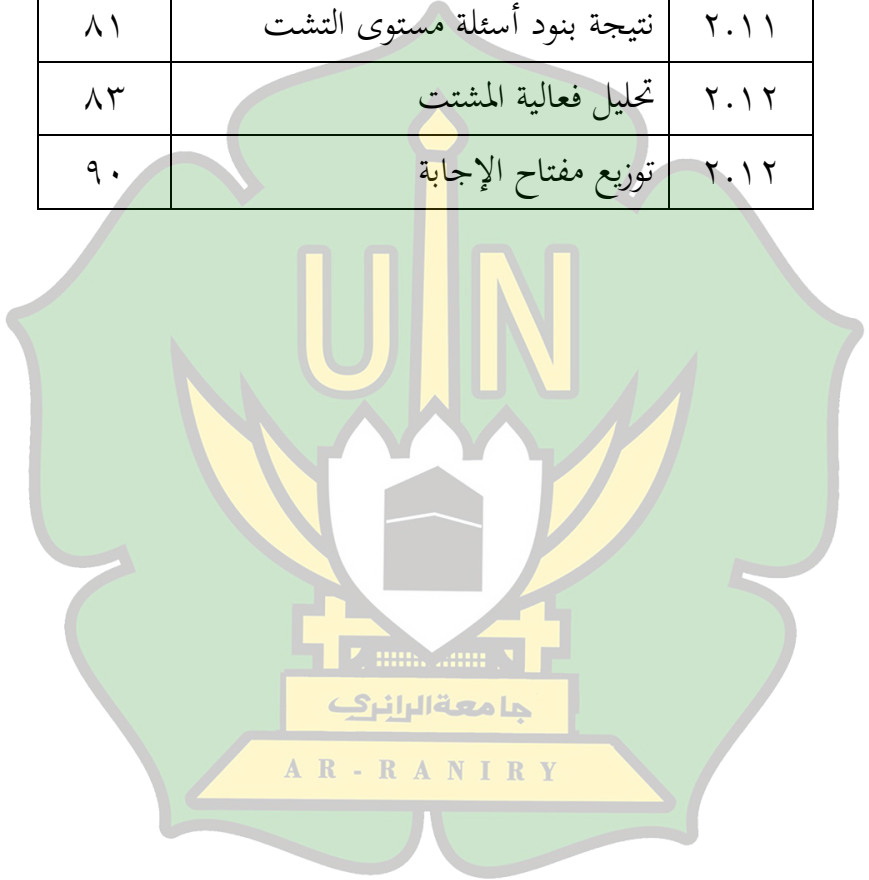 ٢.١١ نتيجة بنود أسئلة مستوى التشت ٨١
٢.١٢ تحليل فعالية المشتت ٨٣
٢.١٢ توزيع مفتاح الإجابة ٩٠
UIN
جامعة الرانري
AR-RANIRY